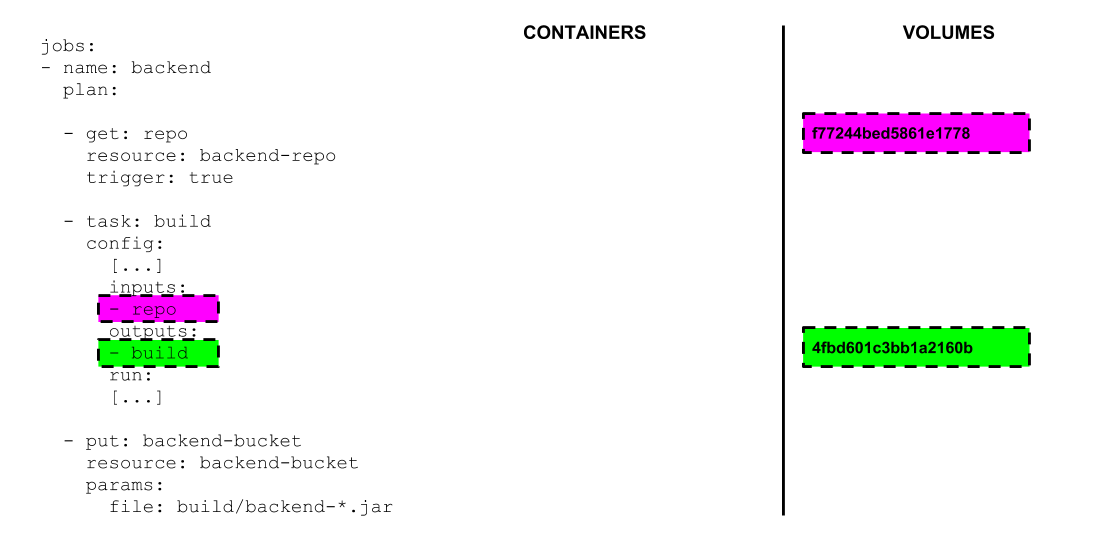 CONTAINERS
VOLUMES
jobs:
- name: backend
  plan:
  - get: repo
    resource: backend-repo
    trigger: true
f77244bed5861e1778
  - task: build
    config:
      [...]
      inputs:
      - repo
      outputs:
      - build
      run:
      [...]
4fbd601c3bb1a2160b
  - put: backend-bucket
    resource: backend-bucket
    params:
      file: build/backend-*.jar